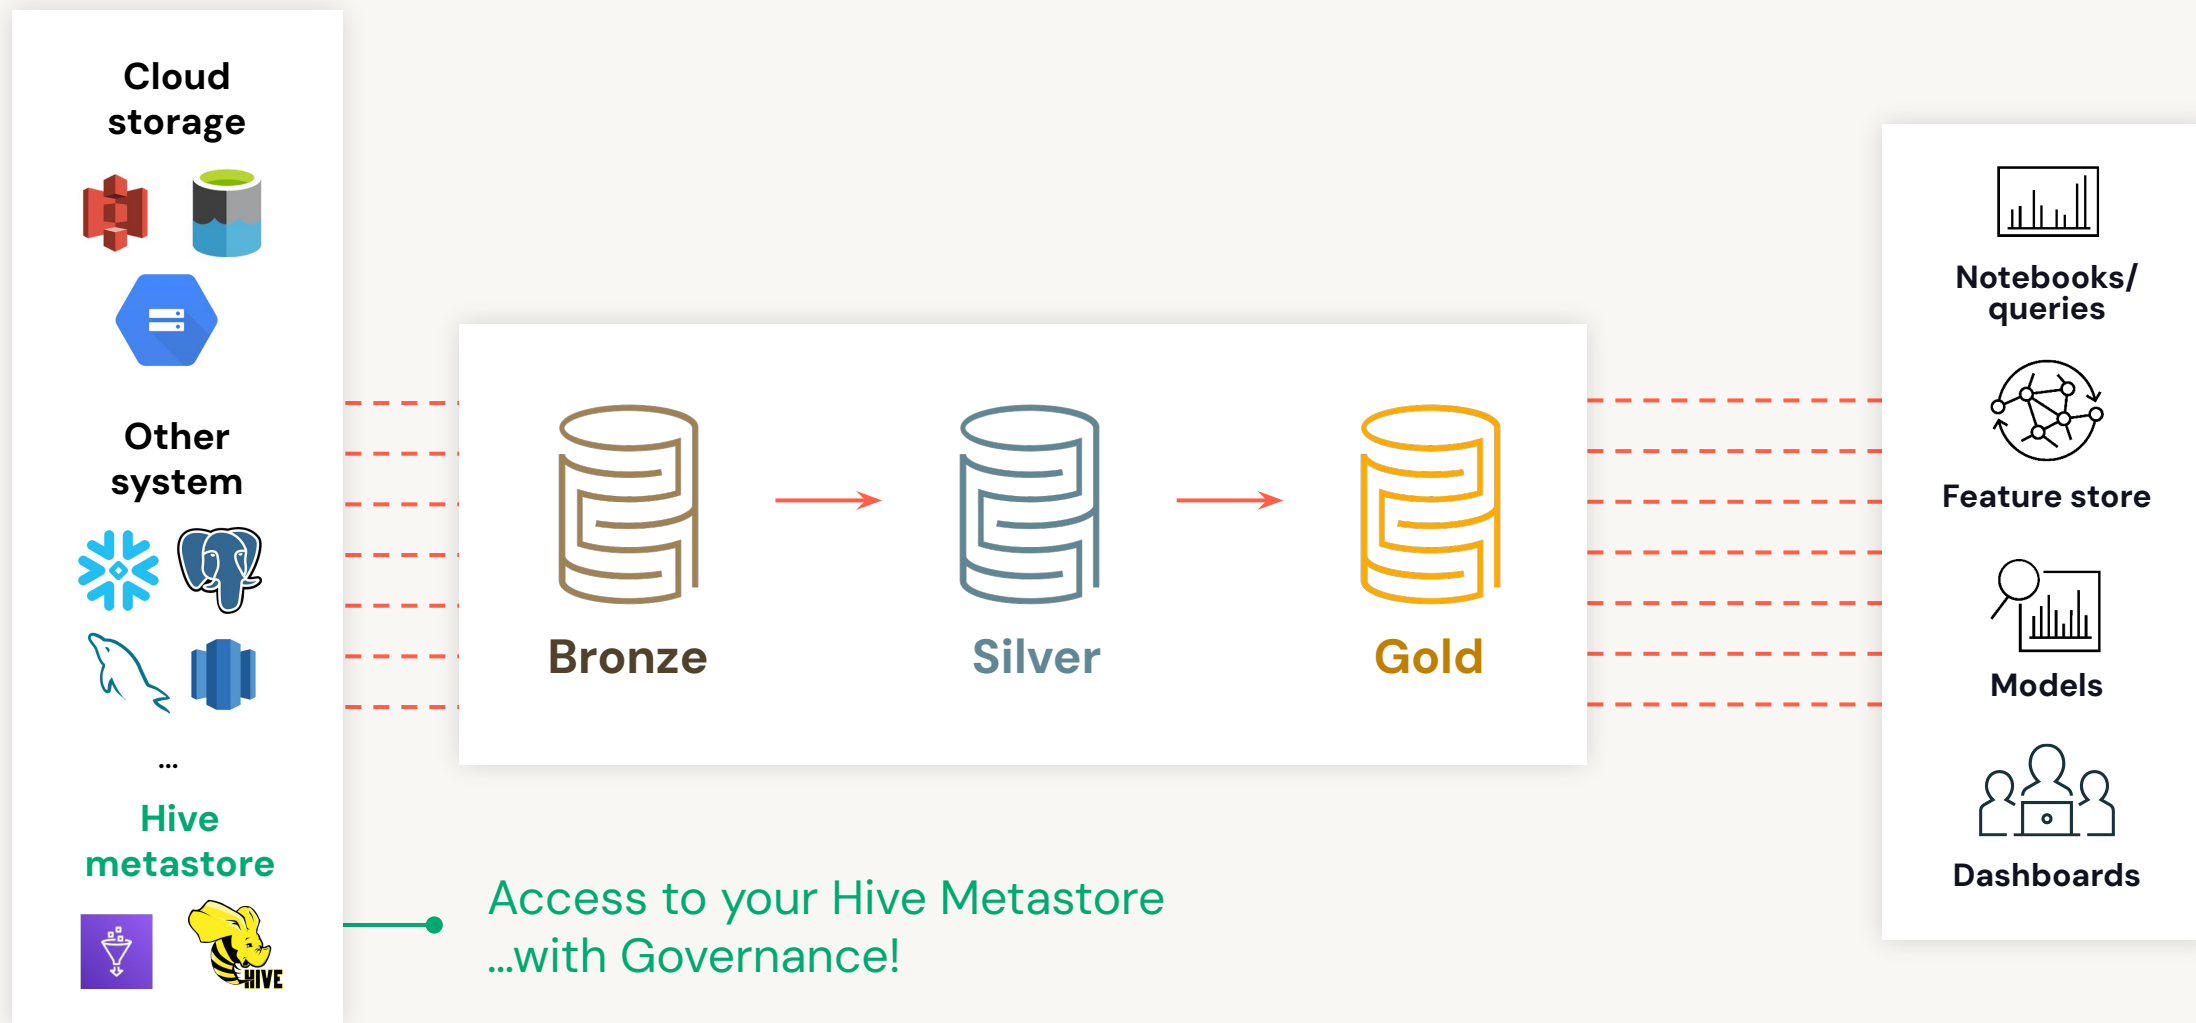 Cloud
storage
Other
system
...
Hive
metastore
HIVE
Bronze
Silver
Gold
Access to your Hive Metastore
...with Governance!
Notebooks/
queries
Feature store
Models
Dashboards